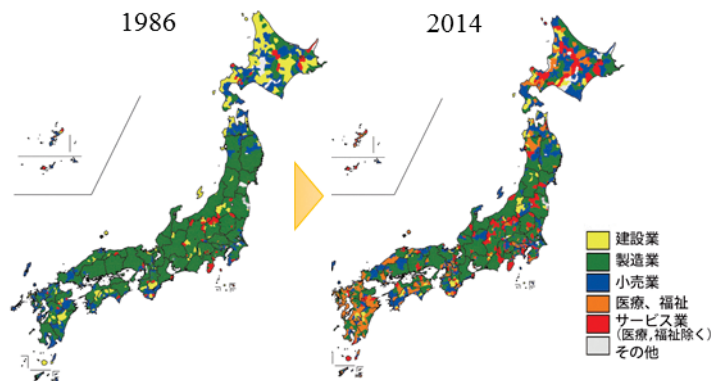 1986
2014
建設業
製造業
小売業
医療、福祉
サービス業
(医療,福祉除く)
その他